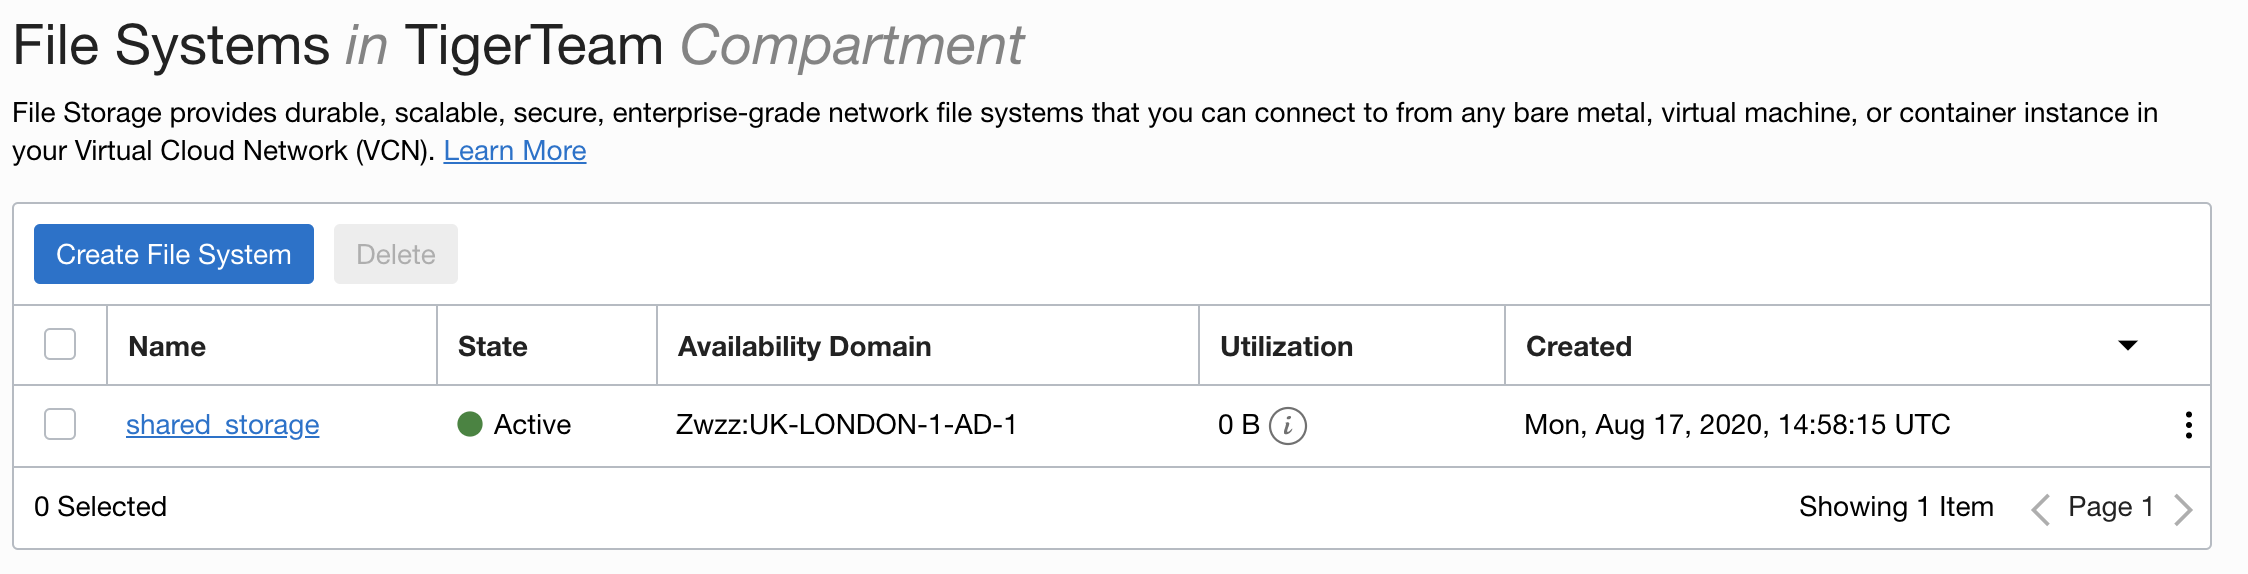 File Systems in TigerTeam Compartment
File Storage provides durable, scalable, secure, enterprise-grade network file systems that you can connect to from any bare metal, virtual machine, or container instance in
your Virtual Cloud Network (VCN). Learn More
Create File System Delete
Name State Availability Domain Utilization Created
shared_storage Active Zwzz:UK-LONDON-1-AD-1 0 B i Mon, Aug 17, 2020, 14:58:15 UTC
0 Selected Showing 1 Item Page 1